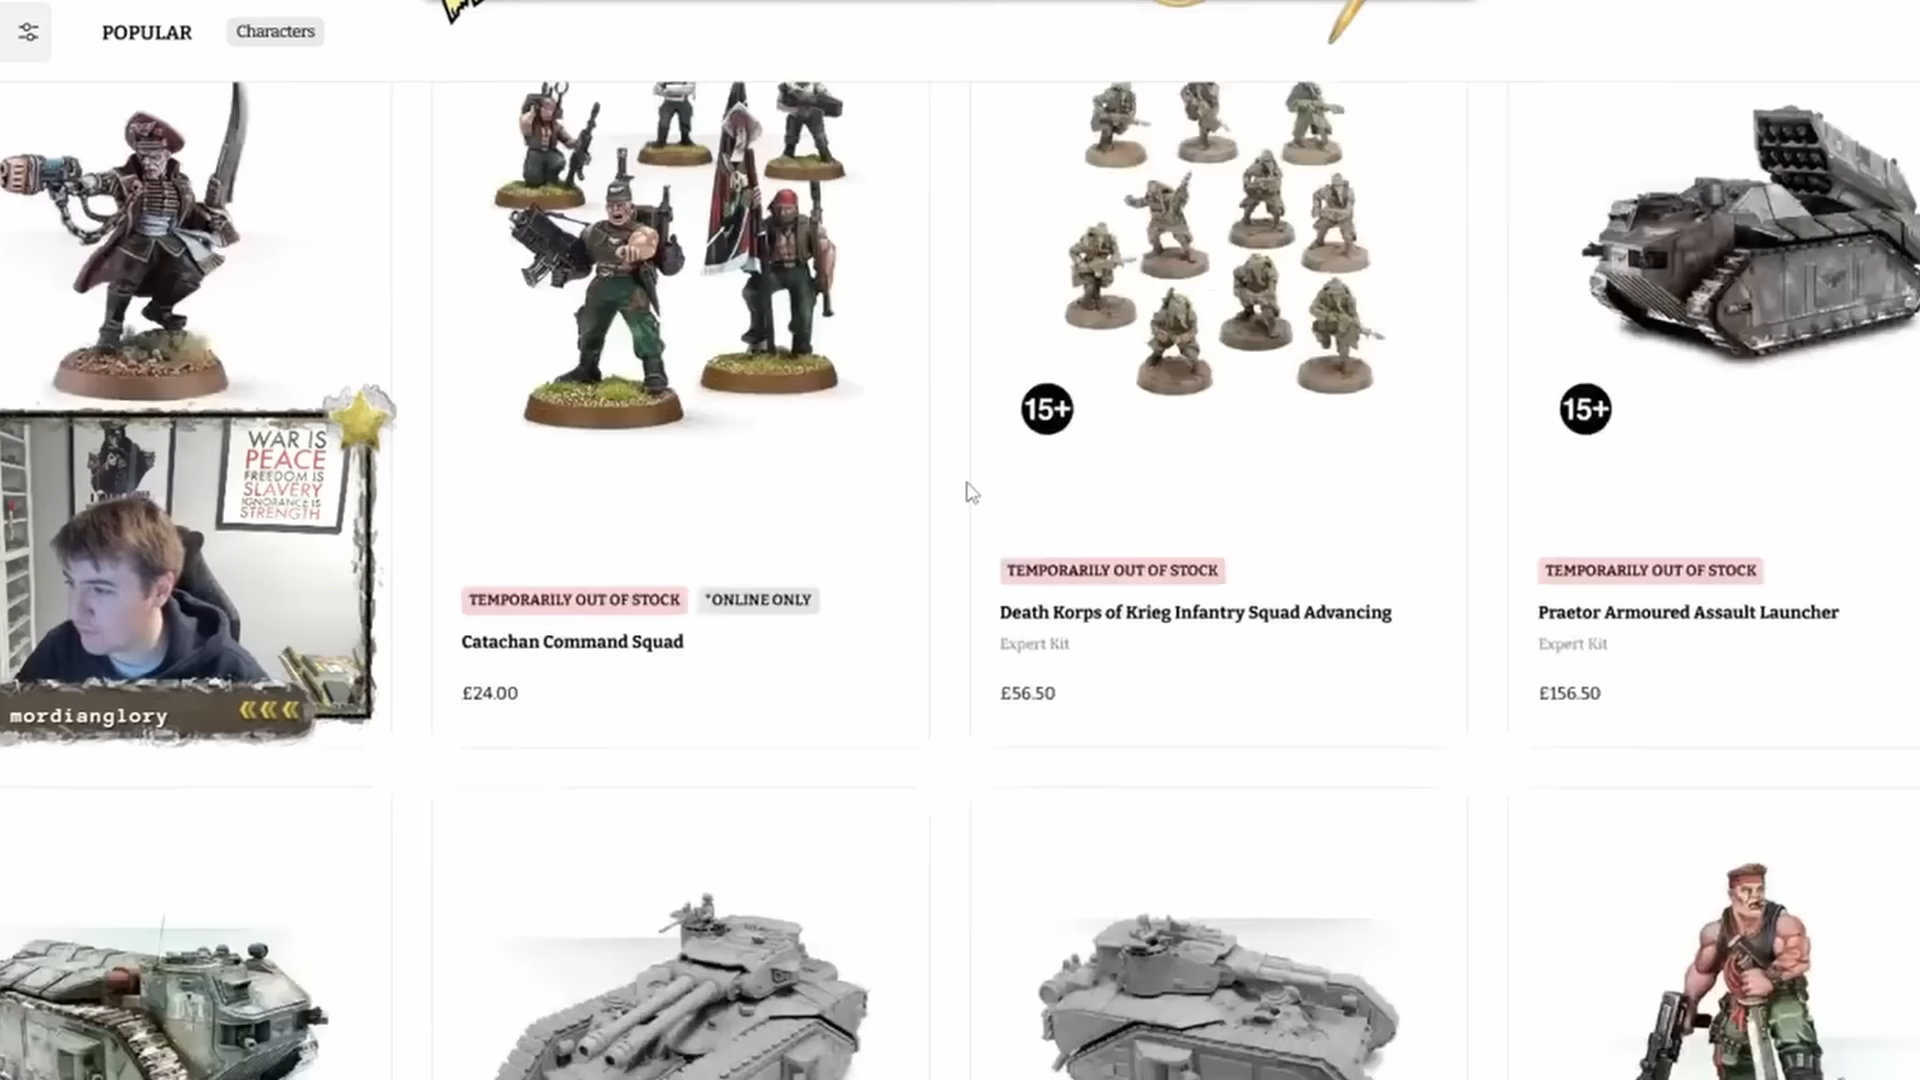 POPULAR
Characters
WAR IS
PEACE
FREEDOM IS
SLAVERY
IGNORANCE IS
STRENGTH
mordianglory
TEMPORARILY OUT OF STOCK
*ONLINE ONLY
Catachan Command Squad
£24.00
15+
TEMPORARILY OUT OF STOCK
Death Korps of Krieg Infantry Squad Advancing
Expert Kit
£56.50
15+
TEMPORARILY OUT OF STOCK
Praetor Armoured Assault Launcher
Expert Kit
£156.50